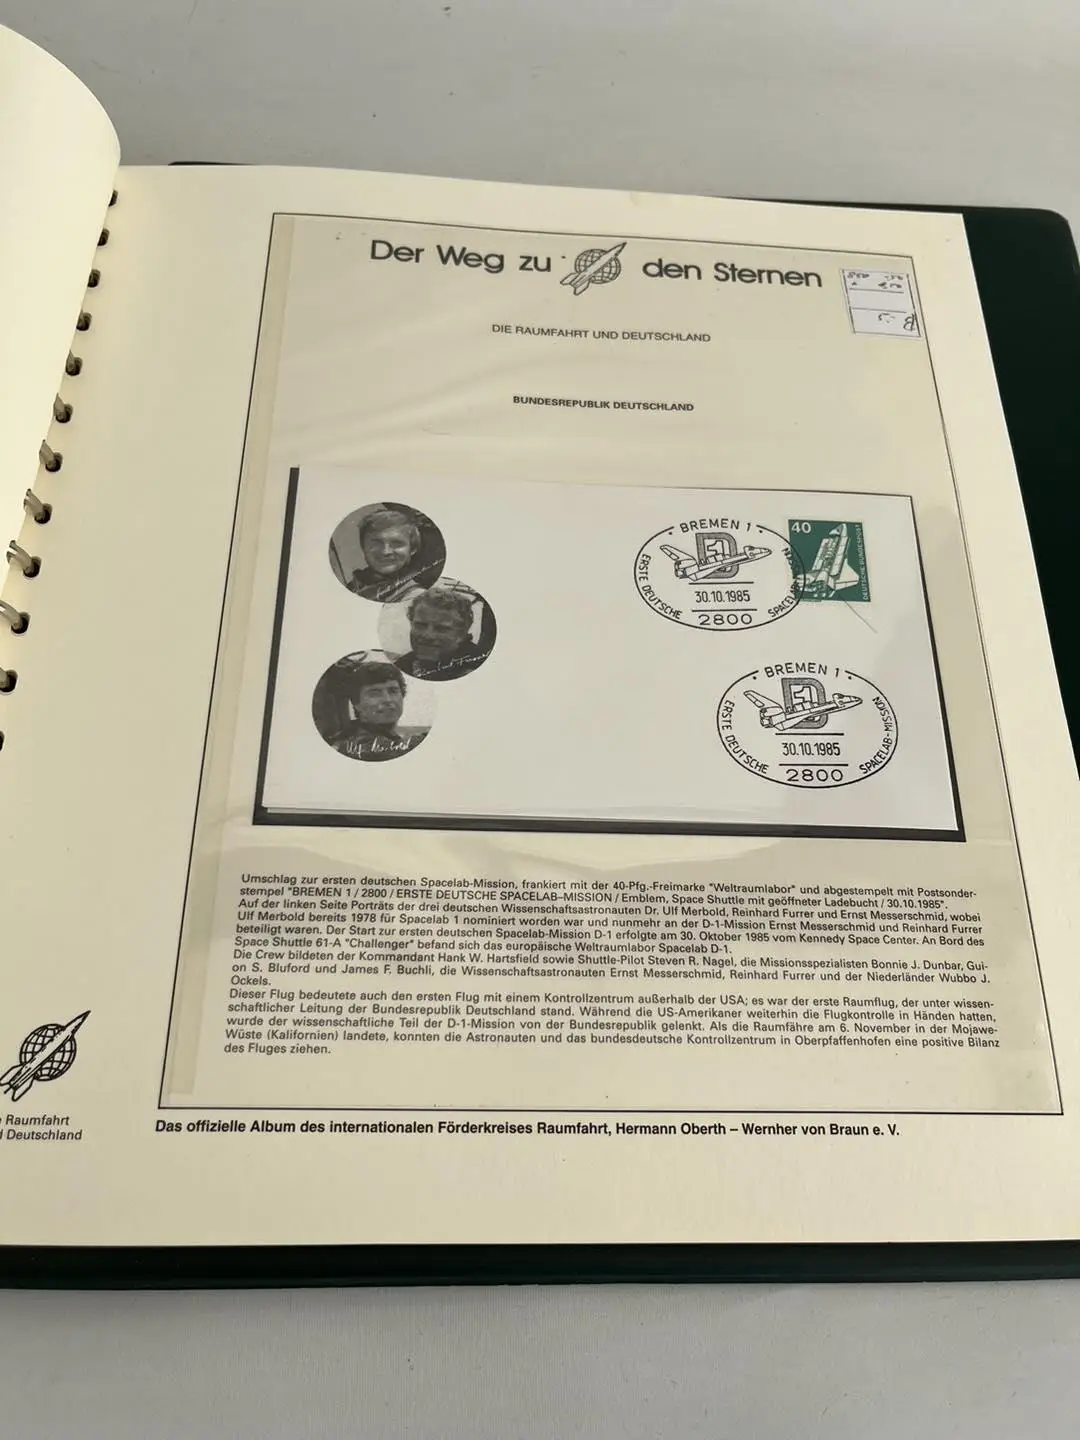 Der Weg zu den Sternen
DIE RAUMFAHRT UND DEUTSCHLAND
BUNDESREPUBLIK DEUTSCHLAND
BREMEN 1
ERSTE DEUTSCHE SPACELAB-MISSION
D1
30.10.1985
2800
40
DEUTSCHE BUNDESPOST
BREMEN 1
ERSTE DEUTSCHE SPACELAB-MISSION
D1
30.10.1985
2800
Ulf Merbold
Umschlag zur ersten deutschen Spacelab-Mission, frankiert mit der 40-Pfg.-Freimarke "Weltraumlabor" und abgestempelt mit Postsonder-
stempel "BREMEN 1 / 2800 / ERSTE DEUTSCHE SPACELAB–MISSION / Emblem, Space Shuttle mit geöffneter Ladebucht / 30.10.1985".
Auf der linken Seite Porträts der drei deutschen Wissenschaftsastronauten Dr. Ulf Merbold, Reinhard Furrer und Ernst Messerschmid, wobei
Ulf Merbold bereits 1978 für Spacelab 1 nominiert worden war und nunmehr an der D-1-Mission Ernst Messerschmid und Reinhard Furrer
beteiligt waren. Der Start zur ersten deutschen Spacelab-Mission D-1 erfolgte am 30. Oktober 1985 vom Kennedy Space Center. An Bord des
Space Shuttle 61-A "Challenger" befand sich das europäische Weltraumlabor Spacelab D-1.
Die Crew bildeten der Kommandant Hank W. Hartsfield sowie Shuttle-Pilot Steven R. Nagel, die Missionsspezialisten Bonnie J. Dunbar, Gui-
on S. Bluford und James F. Buchli, die Wissenschaftsastronauten Ernst Messerschmid, Reinhard Furrer und der Niederländer Wubbo J.
Ockels.
Dieser Flug bedeutete auch den ersten Flug mit einem Kontrollzentrum außerhalb der USA; es war der erste Raumflug, der unter wissen-
schaftlicher Leitung der Bundesrepublik Deutschland stand. Während die US-Amerikaner weiterhin die Flugkontrolle in Händen hatten,
wurde der wissenschaftliche Teil der D-1-Mission von der Bundesrepublik gelenkt. Als die Raumfähre am 6. November in der Mojawe-
Wüste (Kalifornien) landete, konnten die Astronauten und das bundesdeutsche Kontrollzentrum in Oberpfaffenhofen eine positive Bilanz
des Fluges ziehen.
Raumfahrt
Deutschland
Das offizielle Album des internationalen Förderkreises Raumfahrt, Hermann Oberth – Wernher von Braun e. V.